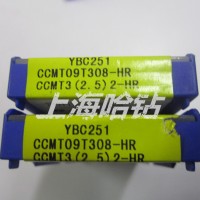 YBC251
CCMT09T308-HR
CCMT3(2.5)2-HR
上海哈钻
YBC251
CCMT09T308-HR
CCMT3(2.5)2-HR